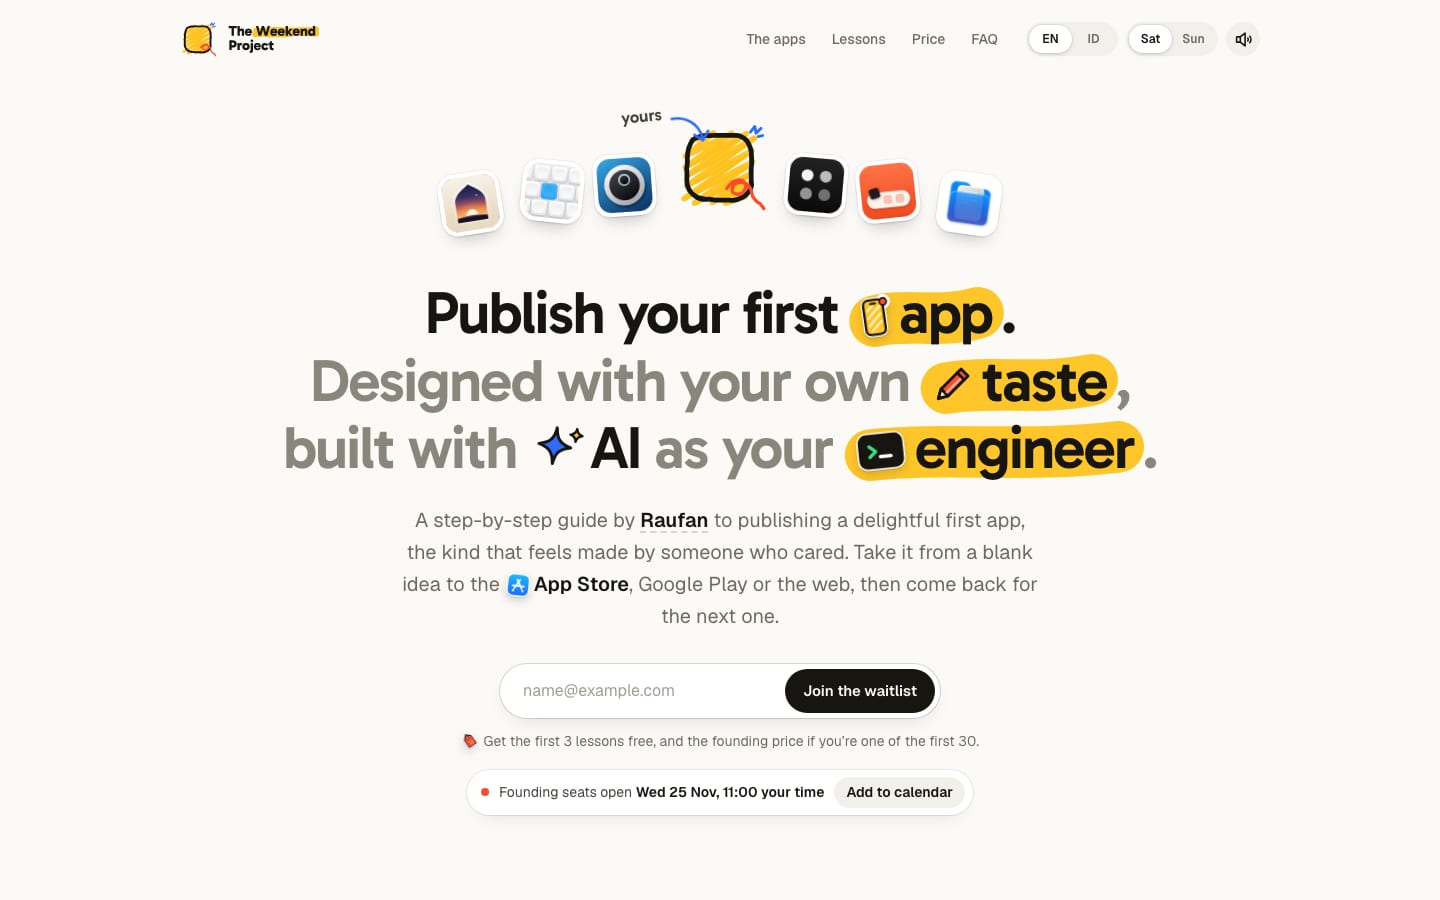 The Weekend
Project
The apps
Lessons
Price
FAQ
EN
ID
Sat
Sun
yours
Publish your first app.
Designed with your own taste,
built with AI as your engineer.
A step-by-step guide by Raufan to publishing a delightful first app,
the kind that feels made by someone who cared. Take it from a blank
idea to the App Store, Google Play or the web, then come back for
the next one.
name@example.com
Join the waitlist
Get the first 3 lessons free, and the founding price if you’re one of the first 30.
Founding seats open Wed 25 Nov, 11:00 your time
Add to calendar